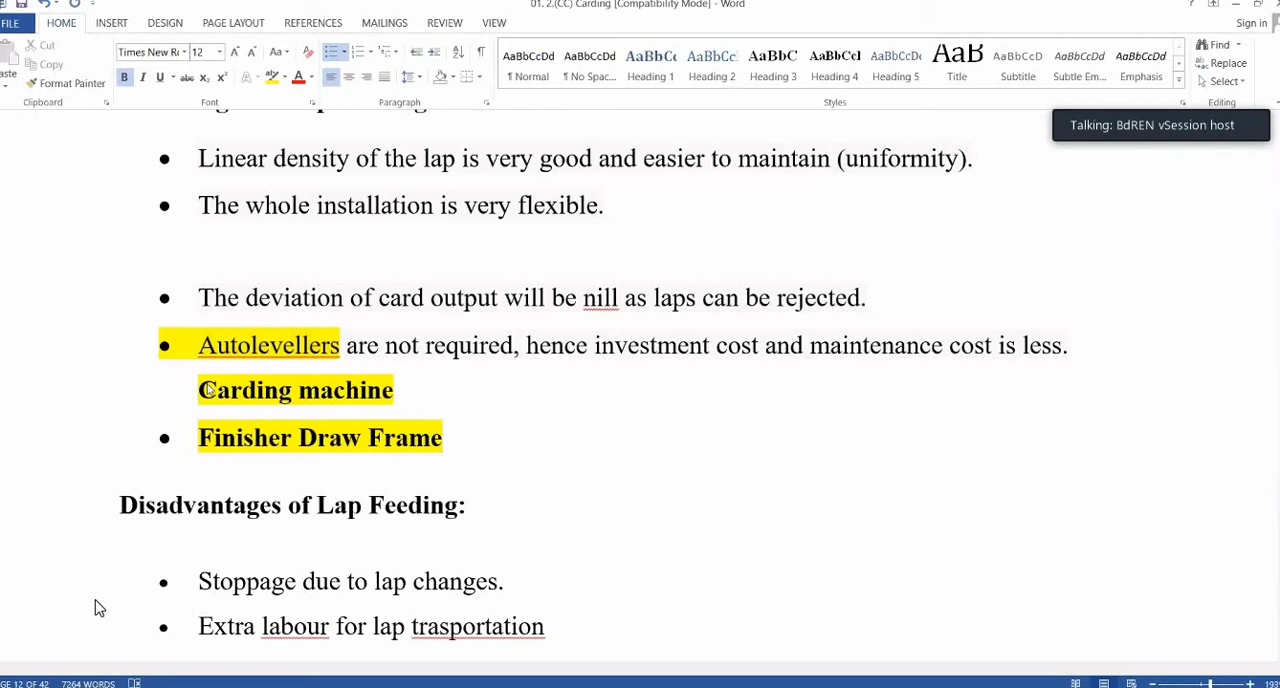 01. 2.(CC) Carding [Compatibility Mode] - Word
FILE HOME INSERT DESIGN PAGE LAYOUT REFERENCES MAILINGS REVIEW VIEW Sign in
Cut
Copy
Format Painter
Times New Ro 12
AaBbCcDd AaBbCcDd AaBbC AaBbCc AaBbC AaBbCcl AaBbCcDd AaB AaBbCcD AaBbCcDd AaBbCcDd
¶ Normal ¶ No Spac... Heading 1 Heading 2 Heading 3 Heading 4 Heading 5 Title Subtitle Subtle Em... Emphasis
Find
Replace
Select
Clipboard Font Paragraph Styles Editing
Talking: BdREN vSession host
• Linear density of the lap is very good and easier to maintain (uniformity).
• The whole installation is very flexible.
• The deviation of card output will be nill as laps can be rejected.
• Autolevellers are not required, hence investment cost and maintenance cost is less.
Carding machine
• Finisher Draw Frame
Disadvantages of Lap Feeding:
• Stoppage due to lap changes.
• Extra labour for lap trasportation
12 OF 42 7264 WORDS